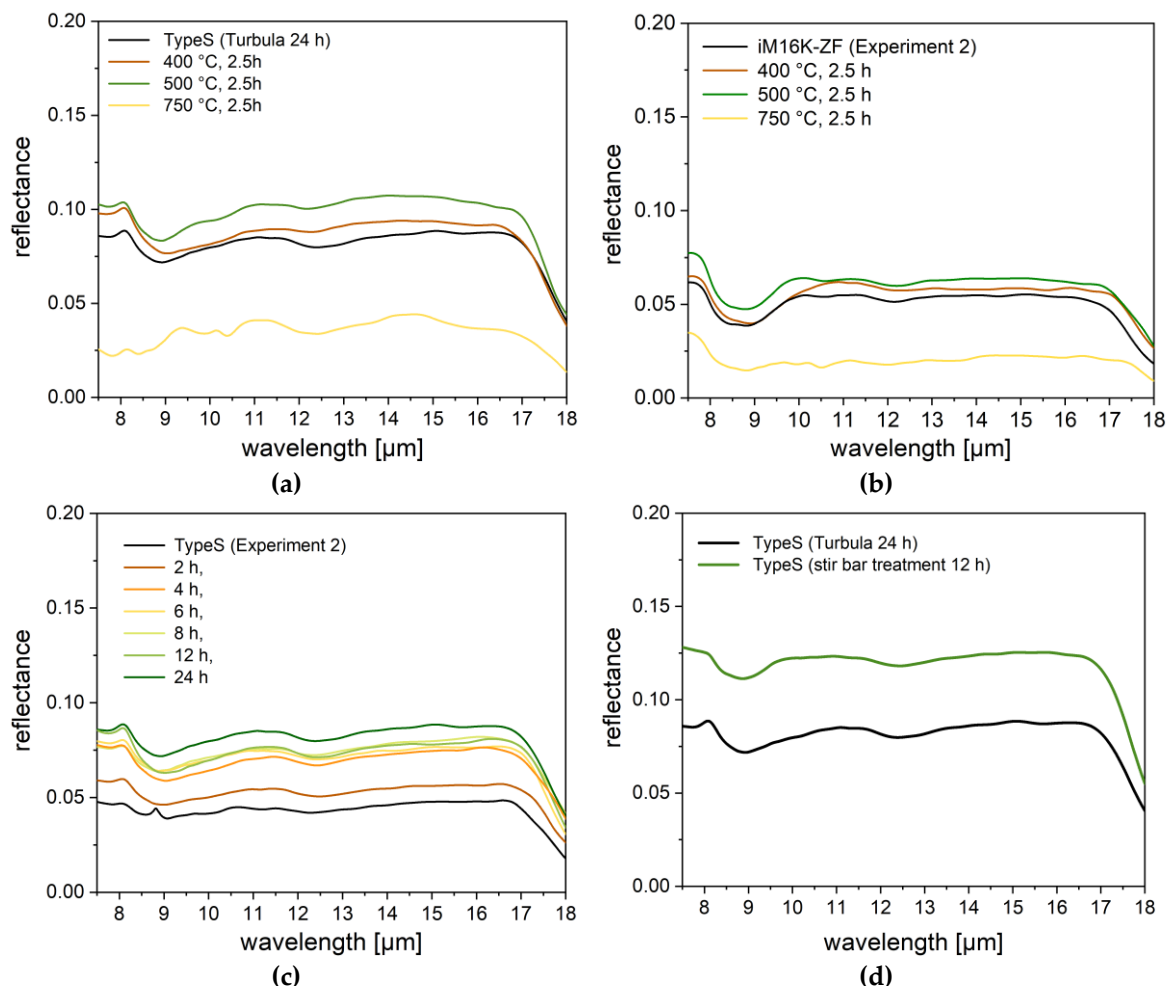 0.20
0.15
0.10
0.05
0.00
reflectance
TypeS (Turbula 24 h)
400 °C, 2.5h
500 °C, 2.5h
750 °C, 2.5h
8 9 10 11 12 13 14 15 16 17 18
wavelength [µm]
(a)
0.20
0.15
0.10
0.05
0.00
reflectance
iM16K-ZF (Experiment 2)
400 °C, 2.5 h
500 °C, 2.5 h
750 °C, 2.5 h
8 9 10 11 12 13 14 15 16 17 18
wavelength [µm]
(b)
0.20
0.15
0.10
0.05
0.00
reflectance
TypeS (Experiment 2)
2 h,
4 h,
6 h,
8 h,
12 h,
24 h
8 9 10 11 12 13 14 15 16 17 18
wavelength [µm]
(c)
0.20
0.15
0.10
0.05
0.00
reflectance
TypeS (Turbula 24 h)
TypeS (stir bar treatment 12 h)
8 9 10 11 12 13 14 15 16 17 18
wavelength [µm]
(d)